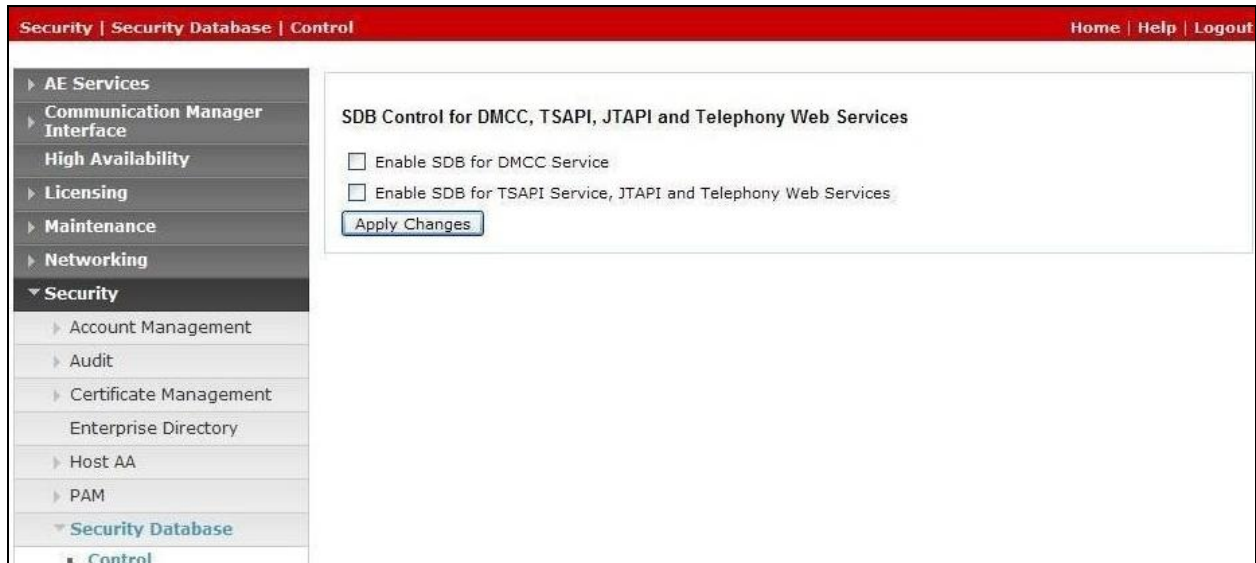 Security | Security Database | Control
Home | Help | Logout
AE Services
Communication Manager
Interface
High Availability
Licensing
Maintenance
Networking
Security
Account Management
Audit
Certificate Management
Enterprise Directory
Host AA
PAM
Security Database
Control
SDB Control for DMCC, TSAPI, JTAPI and Telephony Web Services
Enable SDB for DMCC Service
Enable SDB for TSAPI Service, JTAPI and Telephony Web Services
Apply Changes